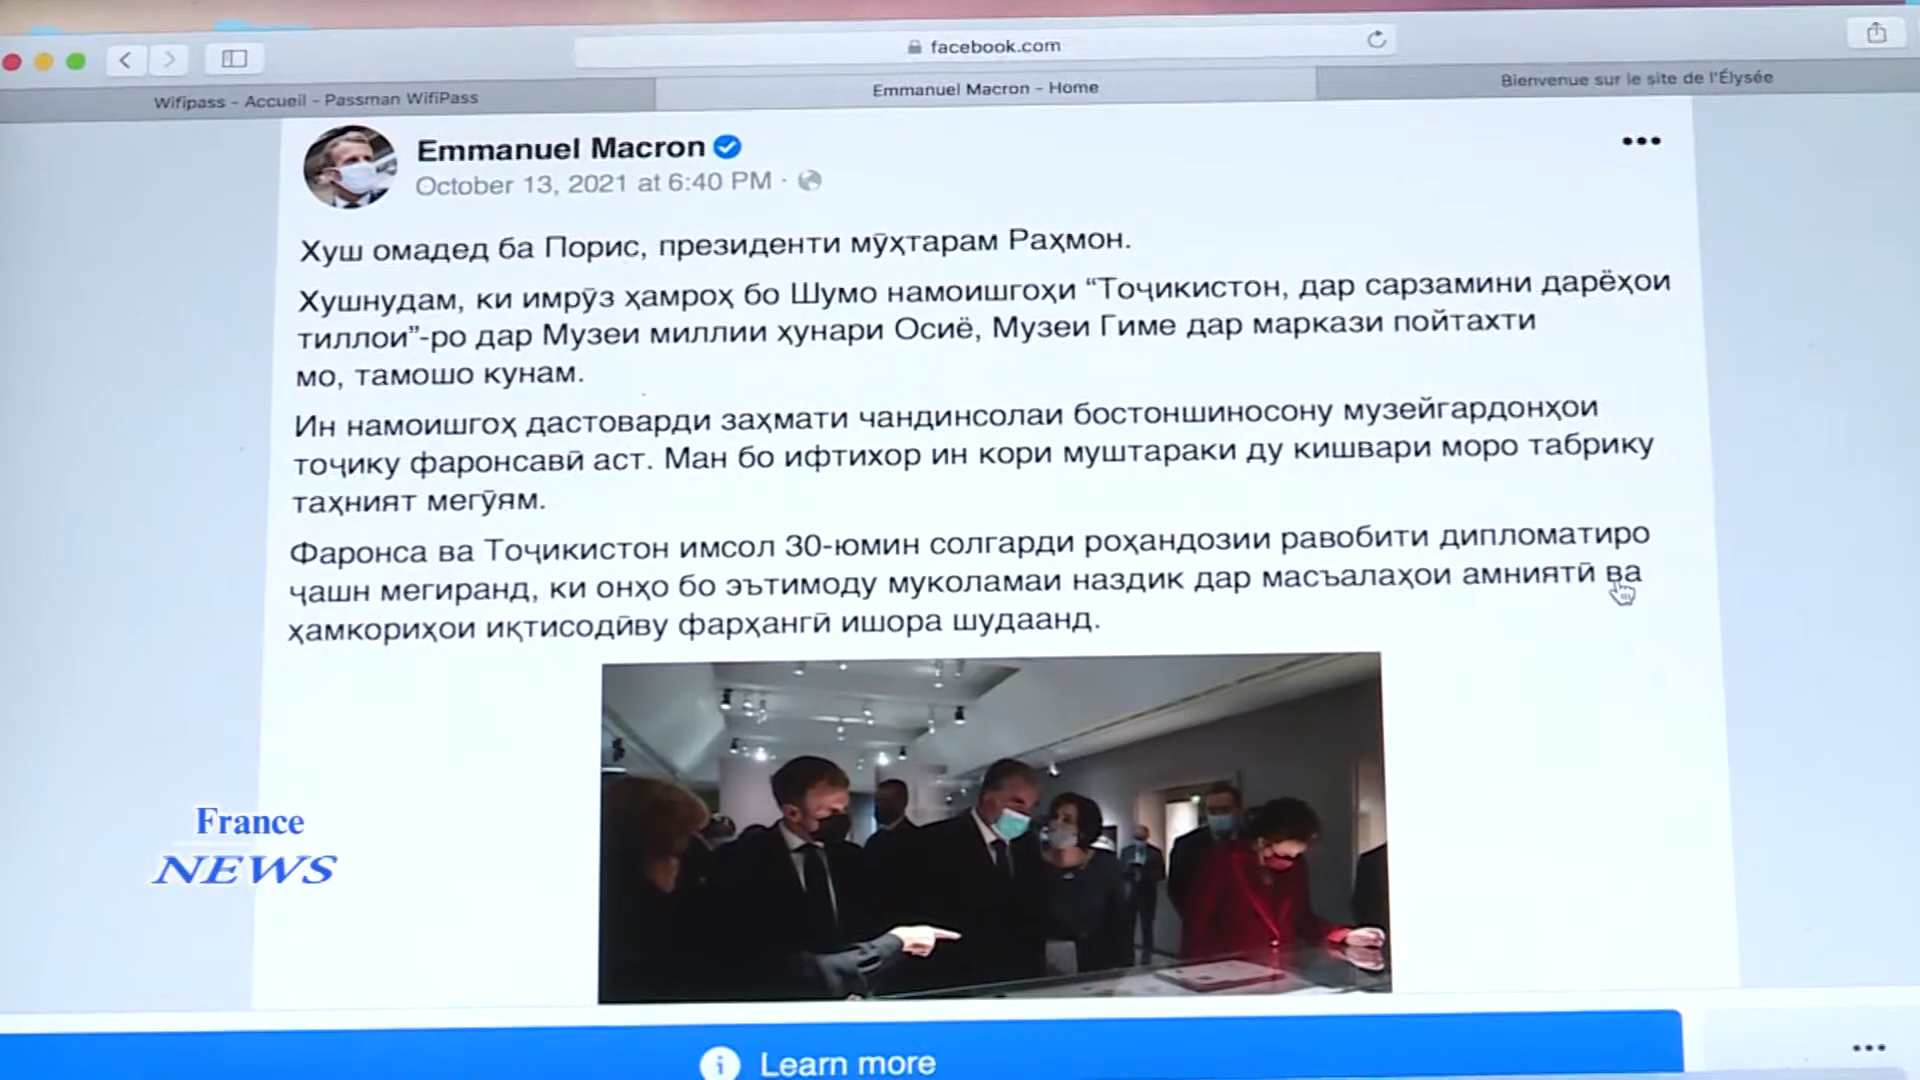 facebook.com
Wifipass - Accueil - Passman WifiPass
Emmanuel Macron - Home
Bienvenue sur le site de l'Élysée
Emmanuel Macron
October 13, 2021 at 6:40 PM ·
Хуш омадед ба Порис, президенти мӯҳтарам Раҳмон.
Хушнудам, ки имрӯз ҳамроҳ бо Шумо намоишгоҳи “Тоҷикистон, дар сарзамини дарёҳои
тиллои”-ро дар Музеи миллии ҳунари Осиё, Музеи Гиме дар маркази пойтахти
мо, тамошо кунам.
Ин намоишгоҳ дастоварди заҳмати чандинсолаи бостоншиносону музейгардонҳои
тоҷику фаронсавӣ аст. Ман бо ифтихор ин кори муштараки ду кишвари моро табрику
таҳният мегӯям.
Фаронса ва Тоҷикистон имсол 30-юмин солгарди роҳандозии равобити дипломатиро
ҷашн мегиранд, ки онҳо бо эътимоду муколамаи наздик дар масъалаҳои амниятӣ ва
ҳамкориҳои иқтисодӣву фарҳангӣ ишора шудаанд.
France
NEWS
Learn more